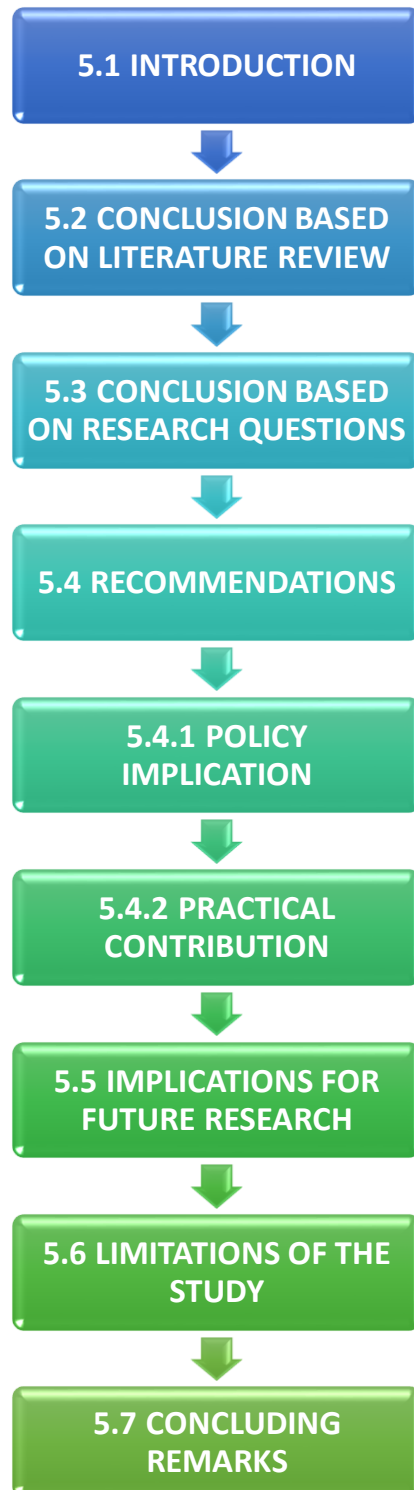 5.1 INTRODUCTION
5.2 CONCLUSION BASED
ON LITERATURE REVIEW
5.3 CONCLUSION BASED
ON RESEARCH QUESTIONS
5.4 RECOMMENDATIONS
5.4.1 POLICY
IMPLICATION
5.4.2 PRACTICAL
CONTRIBUTION
5.5 IMPLICATIONS FOR
FUTURE RESEARCH
5.6 LIMITATIONS OF THE
STUDY
5.7 CONCLUDING
REMARKS